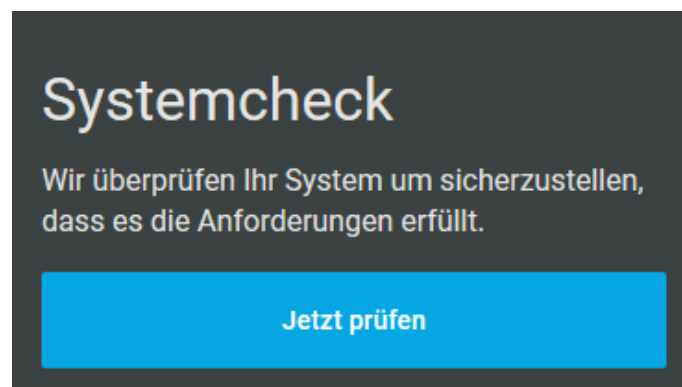 Systemcheck
Wir überprüfen Ihr System um sicherzustellen,
dass es die Anforderungen erfüllt.
Jetzt prüfen